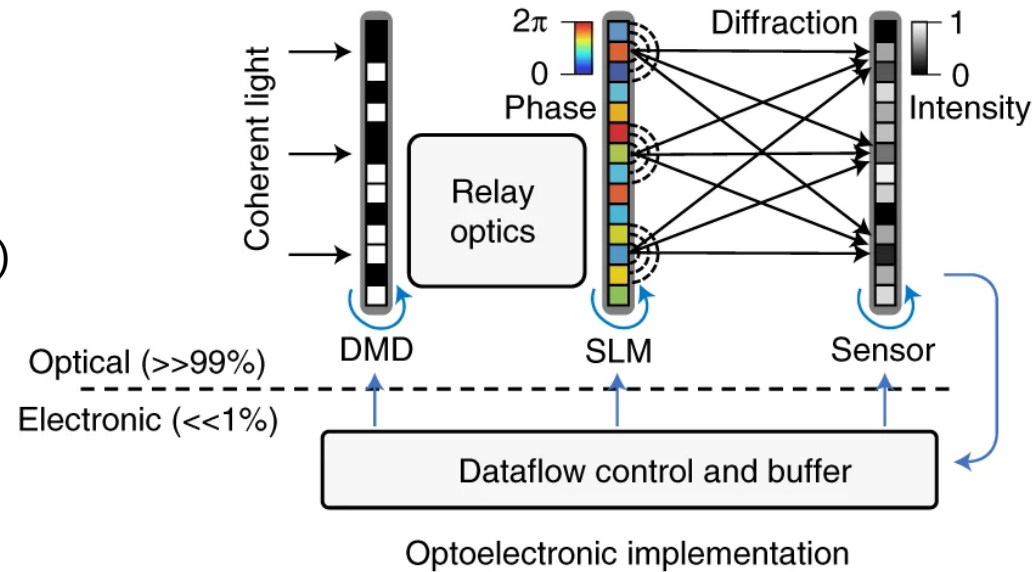 Coherent light
2π
0
Phase
Diffraction
1
0
Intensity
Relay
optics
)
DMD
SLM
Sensor
Optical (>>99%)
Electronic (<<1%)
Dataflow control and buffer
Optoelectronic implementation